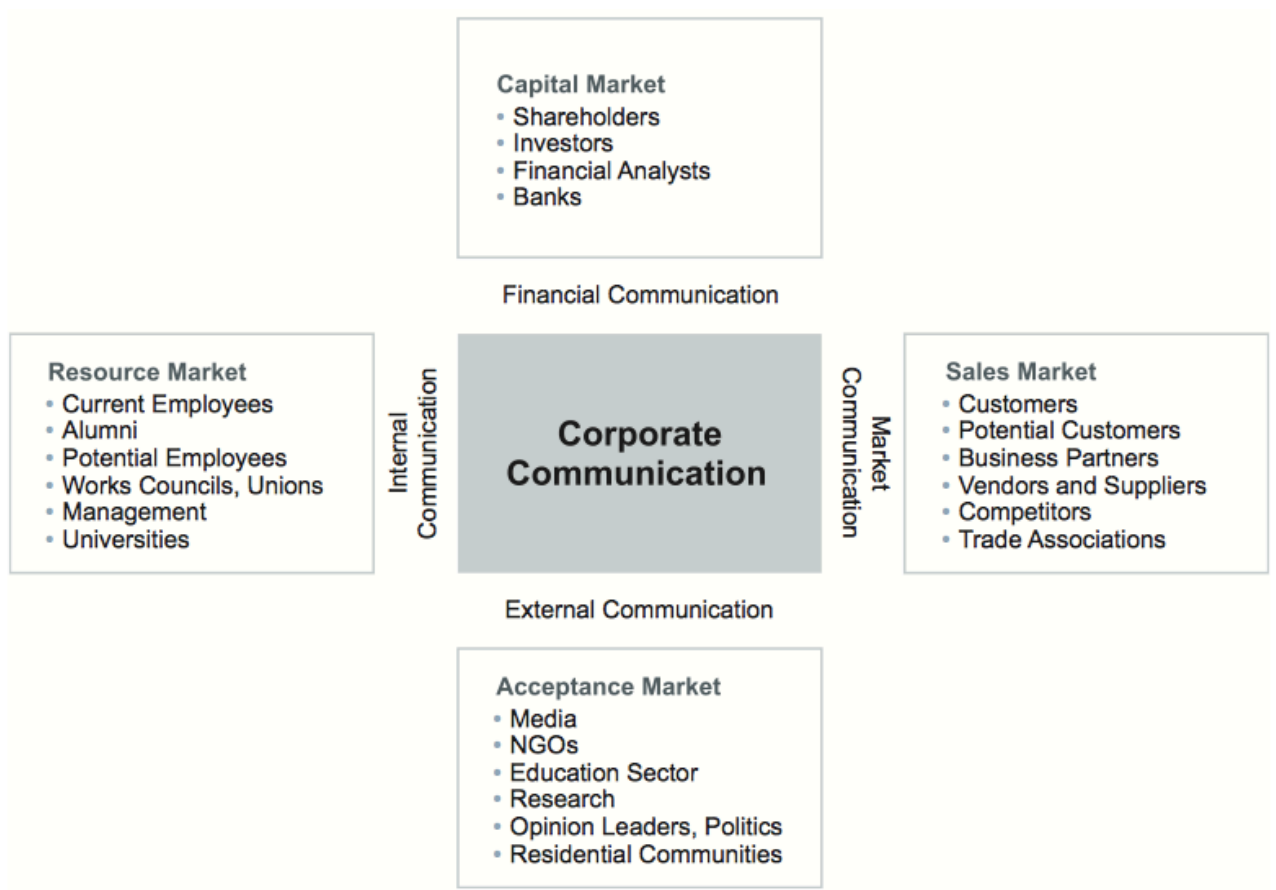 Capital Market
• Shareholders
• Investors
• Financial Analysts
• Banks
Financial Communication
Resource Market
• Current Employees
• Alumni
• Potential Employees
• Works Councils, Unions
• Management
• Universities
Internal
Communication
Corporate
Communication
Market
Communication
Sales Market
• Customers
• Potential Customers
• Business Partners
• Vendors and Suppliers
• Competitors
• Trade Associations
External Communication
Acceptance Market
• Media
• NGOs
• Education Sector
• Research
• Opinion Leaders, Politics
• Residential Communities